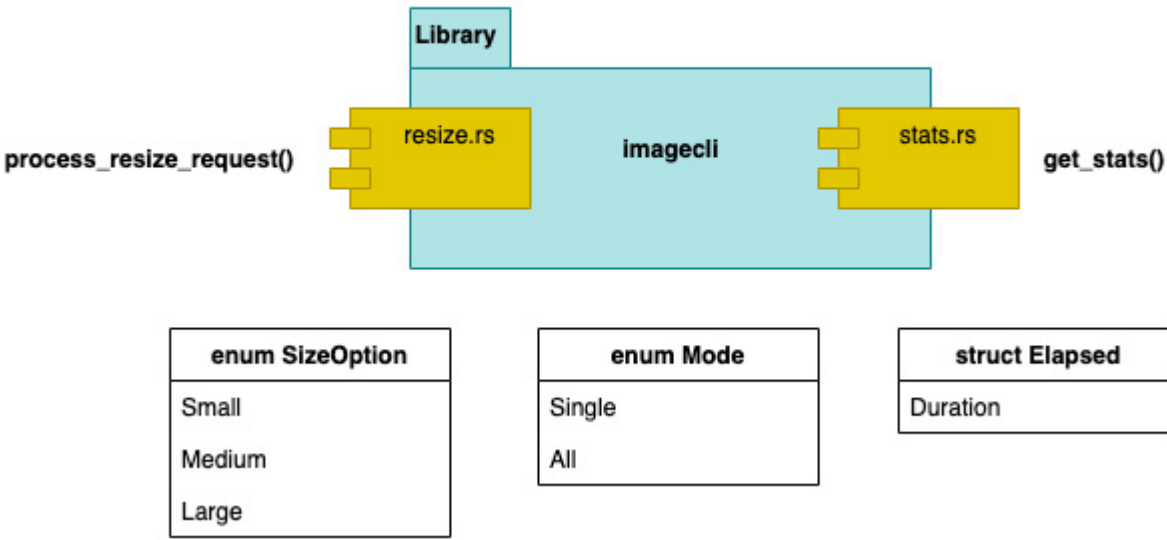 Library
process_resize_request()
resize.rs
imagecli
stats.rs
get_stats()
enum SizeOption
Small
Medium
Large
enum Mode
Single
All
struct Elapsed
Duration